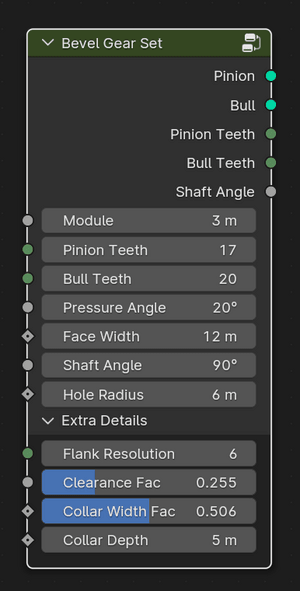 Bevel Gear Set
Pinion
Bull
Pinion Teeth
Bull Teeth
Shaft Angle
Module 3 m
Pinion Teeth 17
Bull Teeth 20
Pressure Angle 20°
Face Width 12 m
Shaft Angle 90°
Hole Radius 6 m
Extra Details
Flank Resolution 6
Clearance Fac 0.255
Collar Width Fac 0.506
Collar Depth 5 m